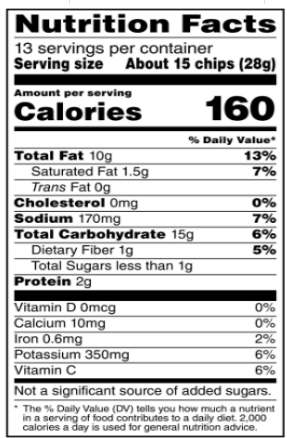 Nutrition Facts
13 servings per container
Serving size About 15 chips (28g)
Amount per serving
Calories 160
% Daily Value*
Total Fat 10g 13%
Saturated Fat 1.5g 7%
Trans Fat 0g
Cholesterol 0mg 0%
Sodium 170mg 7%
Total Carbohydrate 15g 6%
Dietary Fiber 1g 5%
Total Sugars less than 1g
Protein 2g
Vitamin D 0mcg 0%
Calcium 10mg 0%
Iron 0.6mg 2%
Potassium 350mg 6%
Vitamin C 6%
Not a significant source of added sugars.
* The % Daily Value (DV) tells you how much a nutrient
in a serving of food contributes to a daily diet. 2,000
calories a day is used for general nutrition advice.